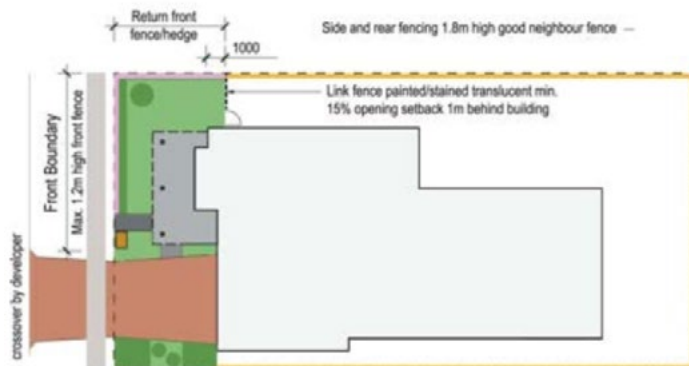 Return front
fence/hedge
1000
Side and rear fencing 1.8m high good neighbour fence
Link fence painted/stained translucent min.
15% opening setback 1m behind building
Front Boundary
Max. 1.2m high front fence
crossover by developer